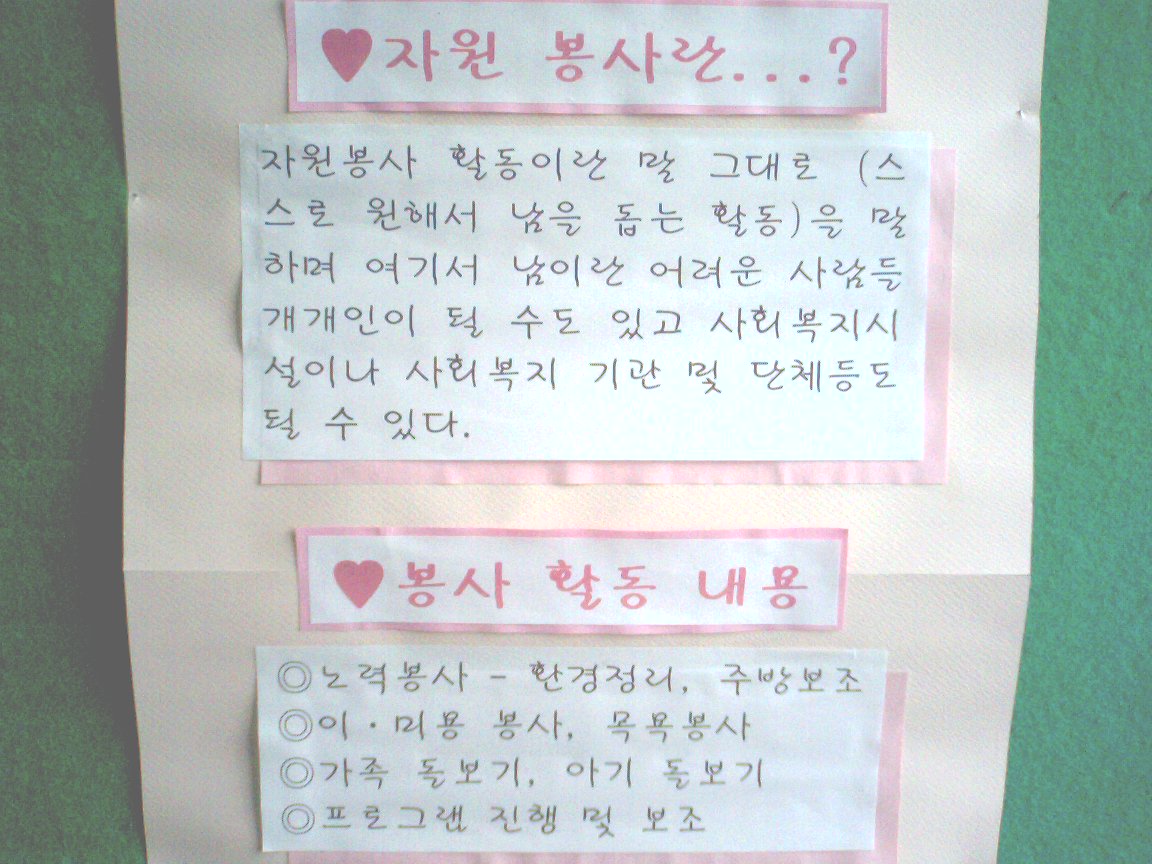 ♥자원 봉사란...?
자원봉사 활동이란 말 그대로 (스
스로 원해서 남을 돕는 활동)을 말
하며 여기서 남이란 어려운 사람들
개개인이 될 수도 있고 사회복지시
설이나 사회복지 기관 및 단체등도
될 수 있다.
♥봉사 활동 내용
◎노력봉사 - 환경정리, 주방보조
◎이·미용 봉사, 목욕봉사
◎가족 돌보기, 아기 돌보기
◎프로그램 진행 및 보조